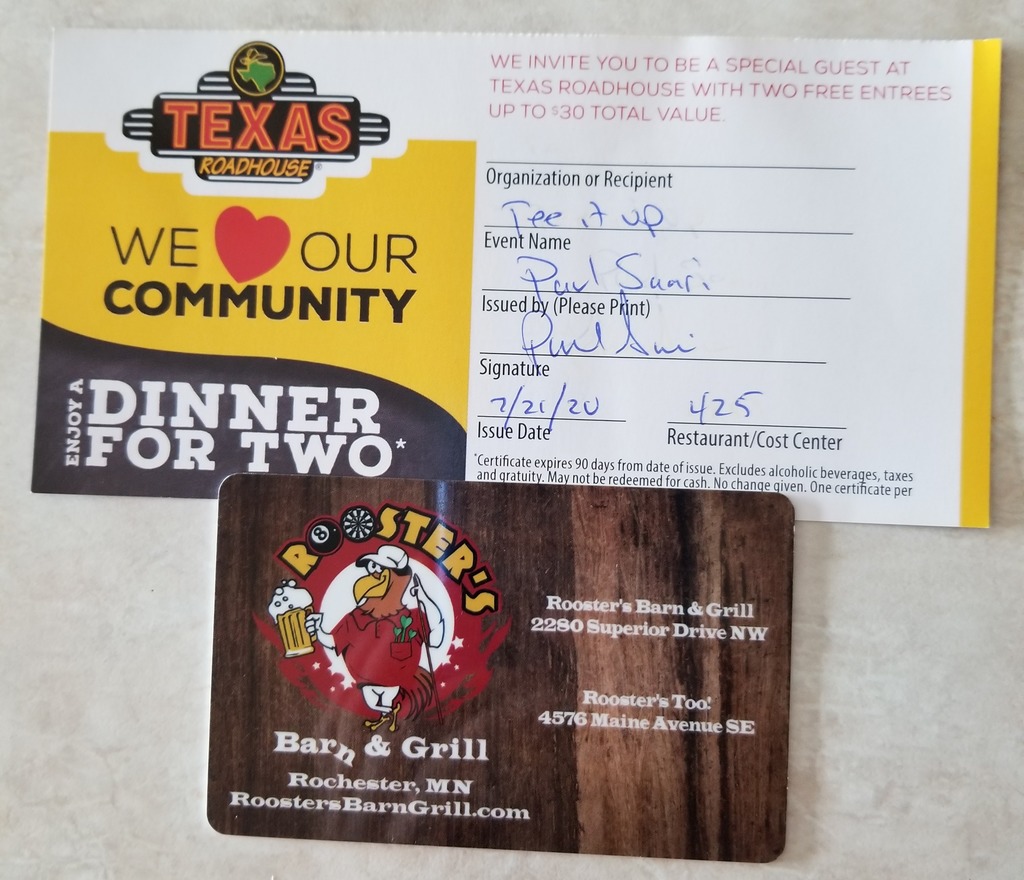 TEXAS
ROADHOUSE®
WE OUR
COMMUNITY
ENJOY A
DINNER
FOR TWO*
WE INVITE YOU TO BE A SPECIAL GUEST AT
TEXAS ROADHOUSE WITH TWO FREE ENTREES
UP TO $30 TOTAL VALUE.
Organization or Recipient
Tee it up
Event Name
Paul Saari
Issued by (Please Print)
Signature
7/21/20
425
Issue Date
Restaurant/Cost Center
*Certificate expires 90 days from date of issue. Excludes alcoholic beverages, taxes
and gratuity. May not be redeemed for cash. No change given. One certificate per
ROOSTER'S
8
Barn & Grill
Rochester, MN
RoostersBarnGrill.com
Rooster's Barn & Grill
2280 Superior Drive NW
Rooster's Too!
4576 Maine Avenue SE